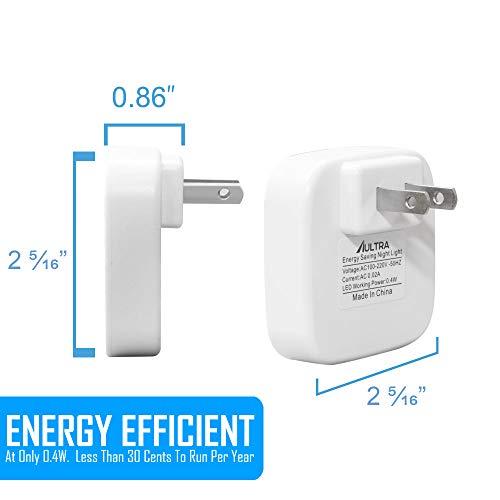 0.86"
2 5⁄16"
AULTRA
Energy Saving Night Light
Voltage:AC100-220V -50HZ
Current:AC 0.02A
LED Working Power:0.4W
Made In China
2 5⁄16"
ENERGY EFFICIENT
At Only 0.4W. Less Than 30 Cents To Run Per Year